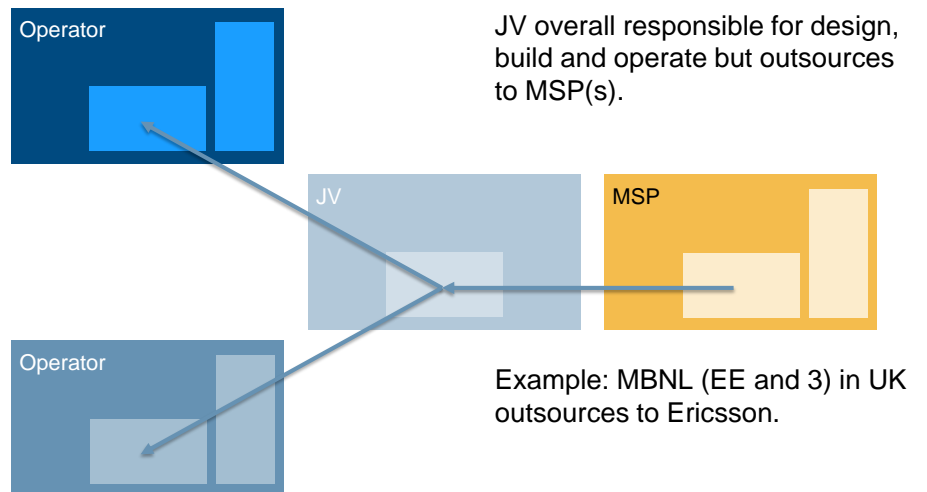 Operator
JV overall responsible for design,
build and operate but outsources
to MSP(s).
JV
MSP
Operator
Example: MBNL (EE and 3) in UK
outsources to Ericsson.